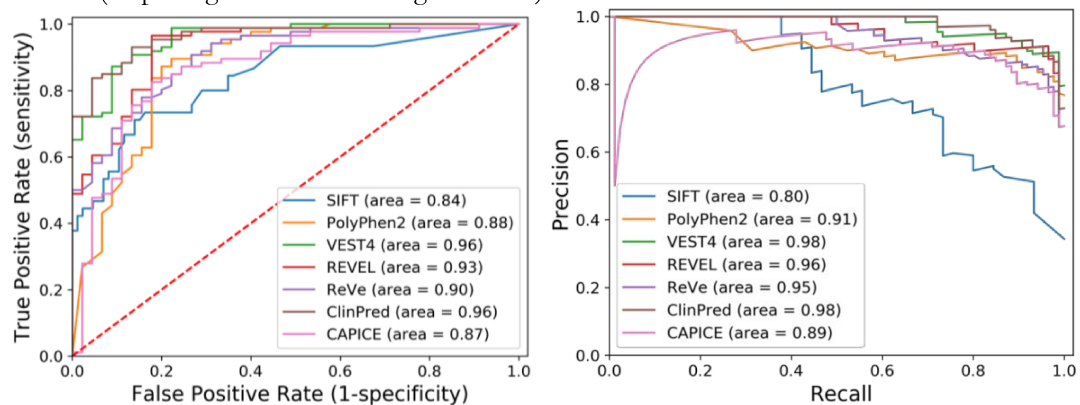 1.0
0.8
0.6
0.4
0.2
0.0
0.0 0.2 0.4 0.6 0.8 1.0
True Positive Rate (sensitivity)
False Positive Rate (1-specificity)
SIFT (area = 0.84)
PolyPhen2 (area = 0.88)
VEST4 (area = 0.96)
REVEL (area = 0.93)
ReVe (area = 0.90)
ClinPred (area = 0.96)
CAPICE (area = 0.87)
1.0
0.8
0.6
0.4
0.2
0.0
0.0 0.2 0.4 0.6 0.8 1.0
Precision
Recall
SIFT (area = 0.80)
PolyPhen2 (area = 0.91)
VEST4 (area = 0.98)
REVEL (area = 0.96)
ReVe (area = 0.95)
ClinPred (area = 0.98)
CAPICE (area = 0.89)